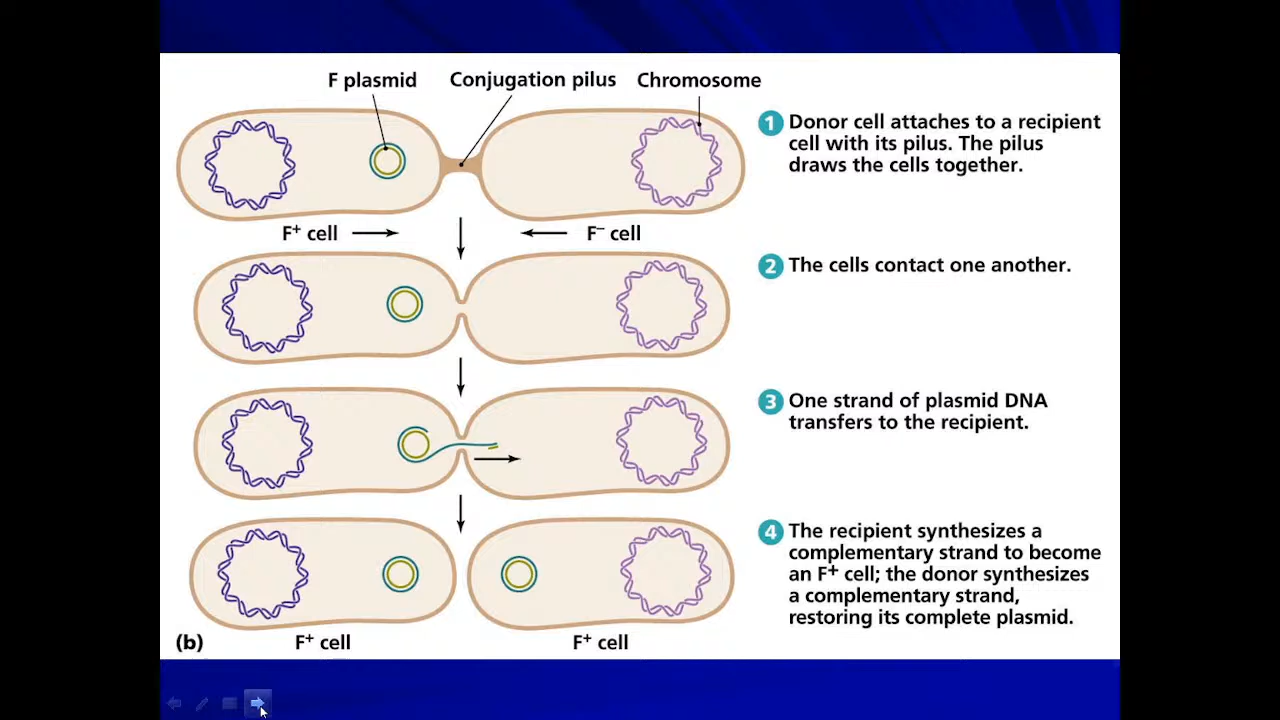 F plasmid Conjugation pilus Chromosome
1 Donor cell attaches to a recipient
cell with its pilus. The pilus
draws the cells together.
F⁺ cell F⁻ cell
2 The cells contact one another.
3 One strand of plasmid DNA
transfers to the recipient.
4 The recipient synthesizes a
complementary strand to become
an F⁺ cell; the donor synthesizes
a complementary strand,
restoring its complete plasmid.
(b) F⁺ cell F⁺ cell